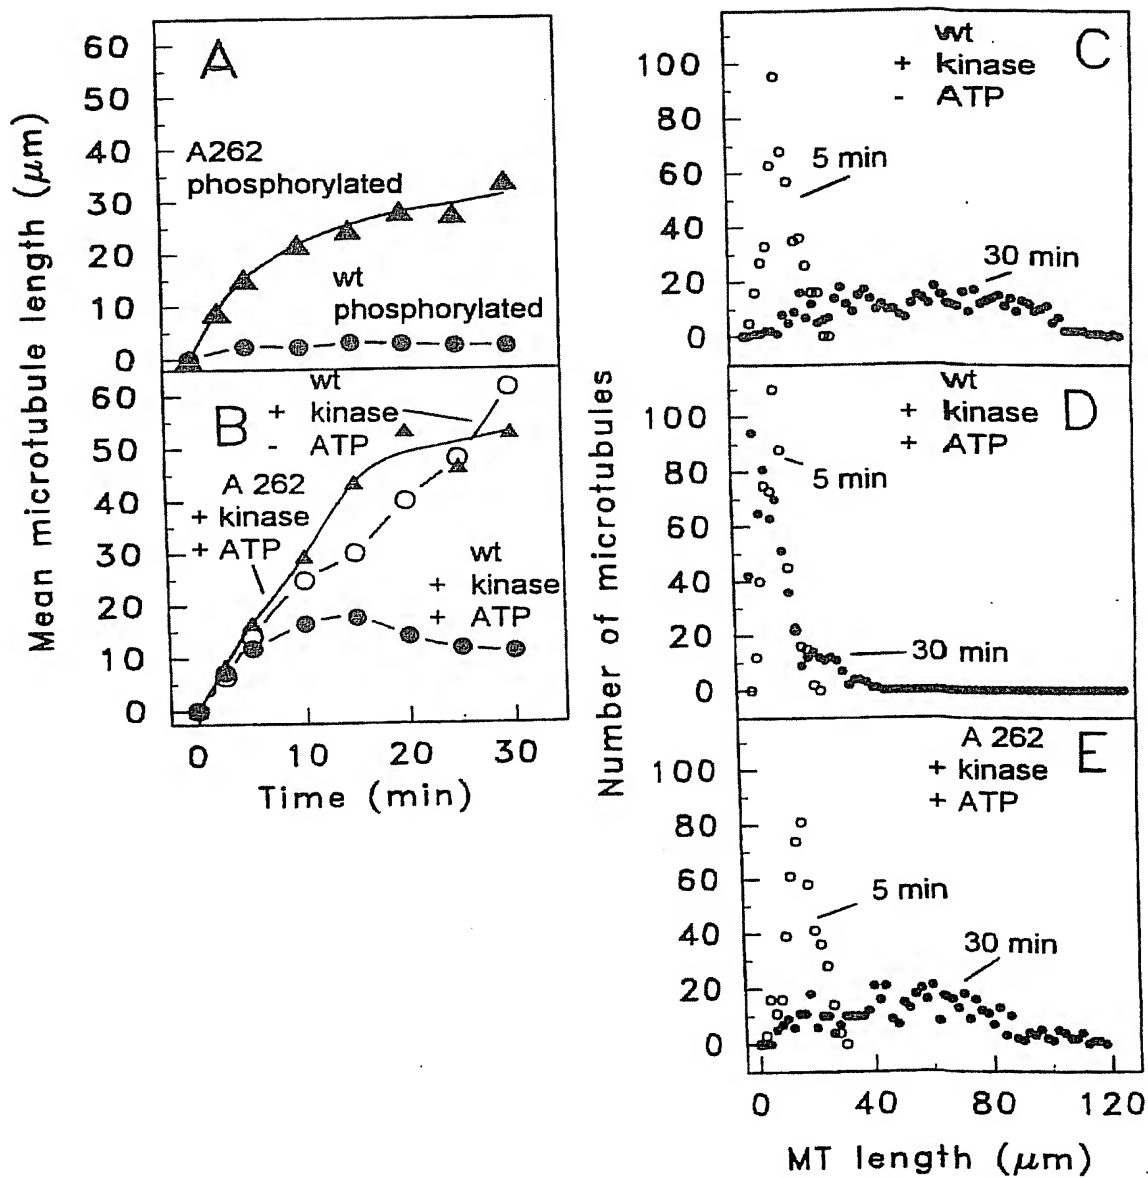 A
60
50
40
30
20
10
0
A262
phosphorylated
wt
phosphorylated
Mean microtubule length (μm)
B
60
50
40
30
20
10
0
wt
+ kinase
- ATP
A 262
+ kinase
+ ATP
wt
+ kinase
+ ATP
0 10 20 30
Time (min)
Number of microtubules
C
100
80
60
40
20
0
wt
+ kinase
- ATP
5 min
30 min
D
100
80
60
40
20
0
wt
+ kinase
+ ATP
5 min
30 min
E
100
80
60
40
20
0
A 262
+ kinase
+ ATP
5 min
30 min
0 40 80 120
MT length (μm)